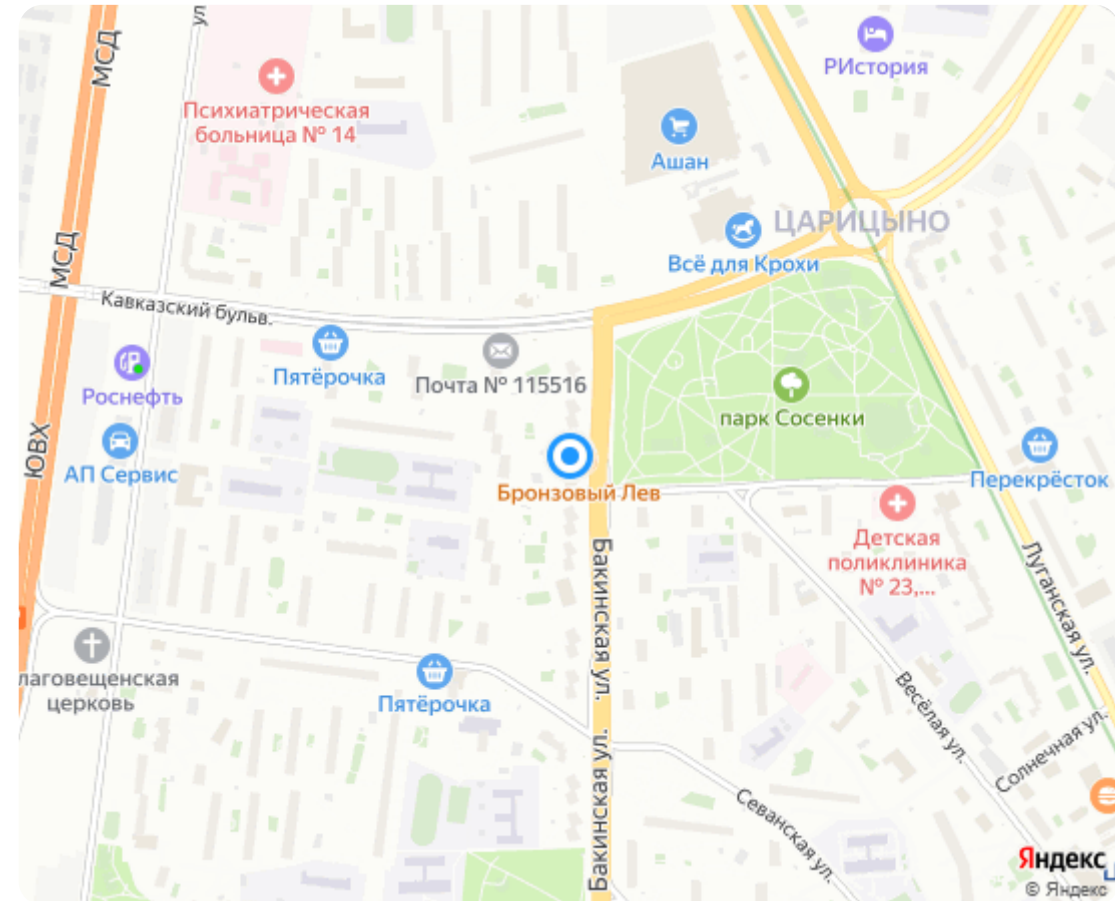 ул
МСД
РИстория
Психиатрическая
больница № 14
Ашан
ЦАРИЦЫНО
МСД
Всё для Крохи
Кавказский бульв.
Пятёрочка
Почта № 115516
Роснефть
парк Сосенки
ЮВХ
АП Сервис
Перекрёсток
Бронзовый Лев
Детская
поликлиника
№ 23,...
Бакинская ул.
Луганская ул.
лаговещенская
церковь
Пятёрочка
Весёлая ул.
Солнечная ул.
Бакинская ул.
Севанская ул.
Яндекс
© Яндекс